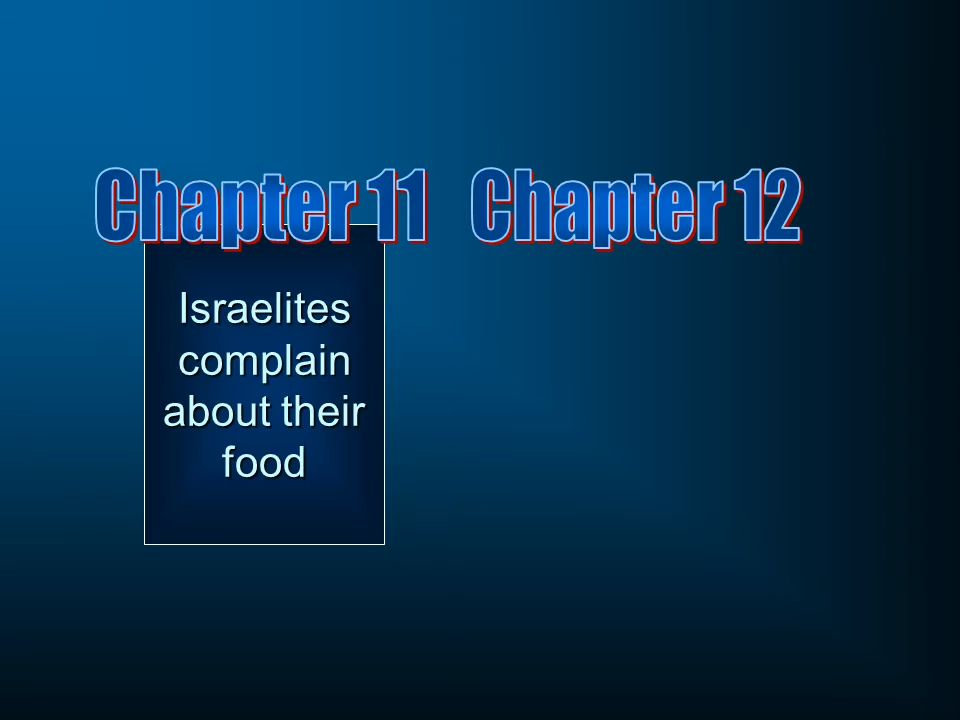 Chapter 11 Chapter 12
Israelites
complain
about their
food